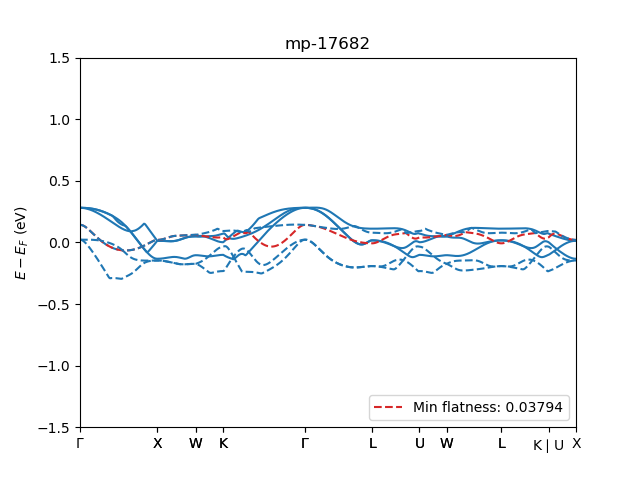 mp-17682
E − E_F (eV)
1.5
1.0
0.5
0.0
−0.5
−1.0
−1.5
Min flatness: 0.03794
Γ X W K Γ L U W L K | U X